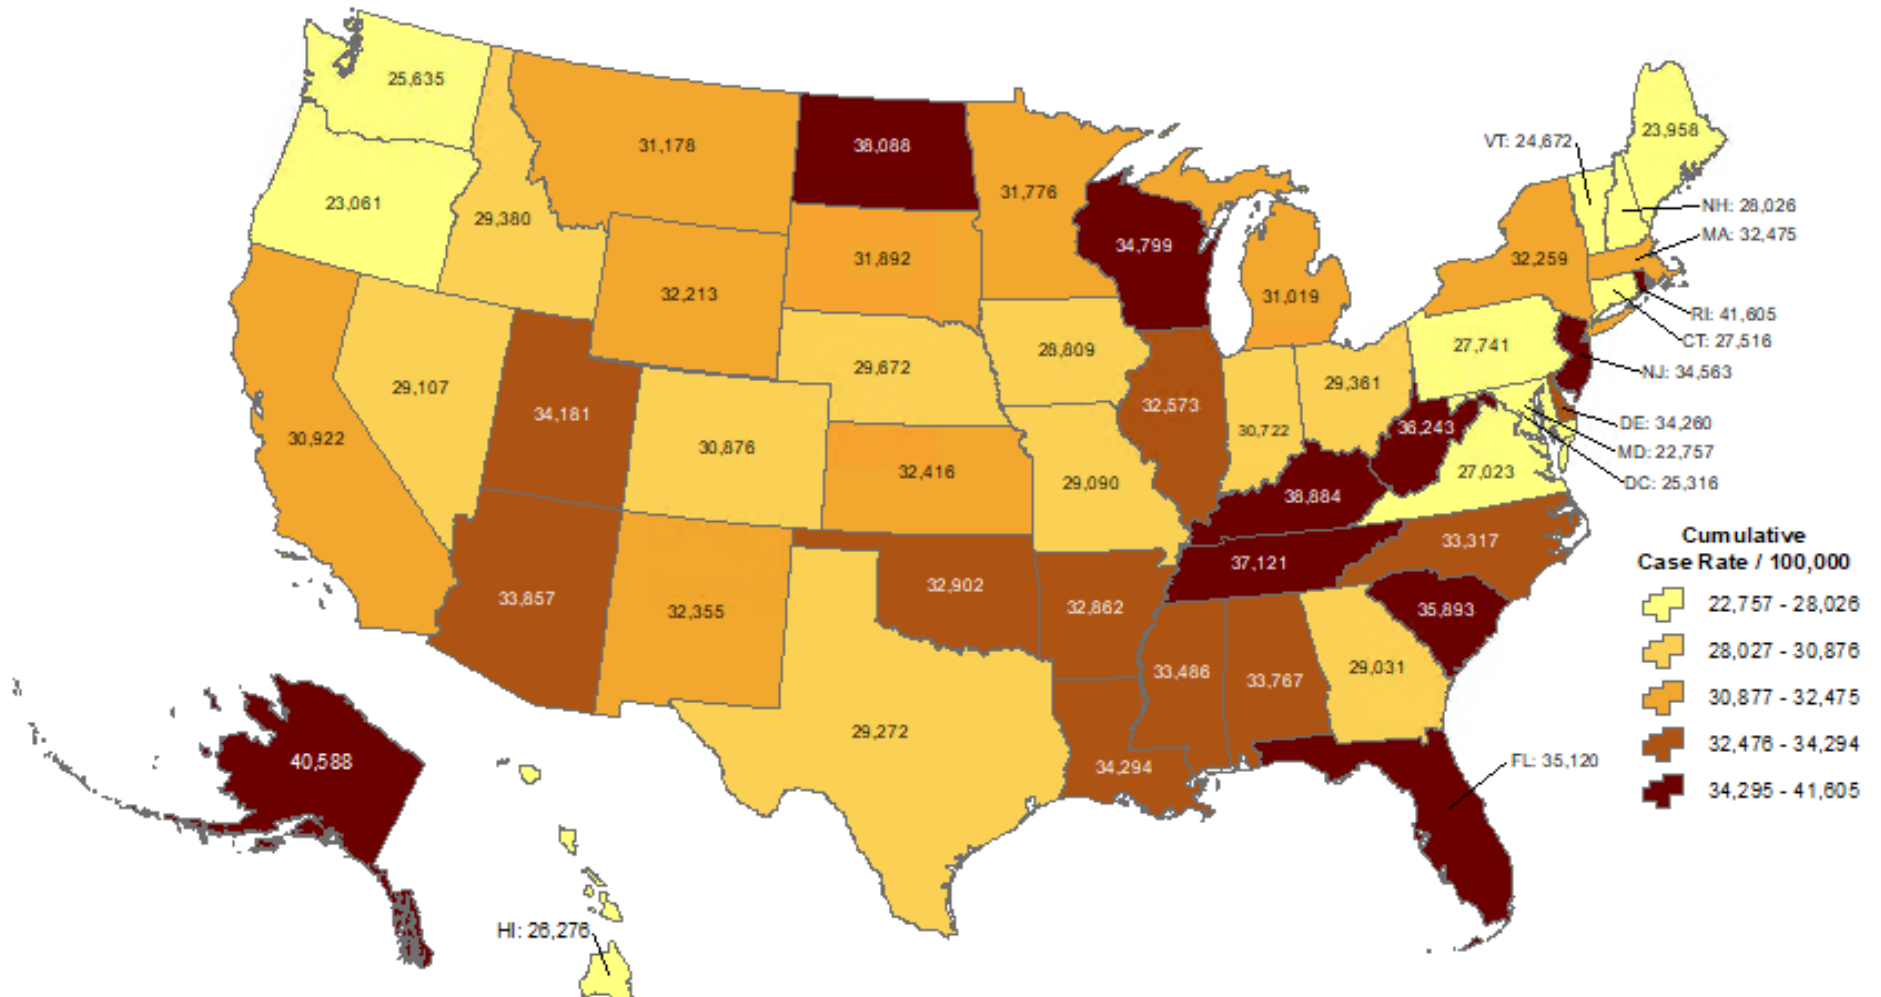 25,635
23,958
VT: 24,672
31,178
38,088
31,776
23,061
29,380
NH: 28,026
MA: 32,475
34,799
31,892
32,259
32,213
31,019
RI: 41,605
CT: 27,516
27,741
28,809
29,672
NJ: 34,563
29,107
29,361
34,181
32,573
DE: 34,260
30,922
30,876
30,722
36,243
MD: 22,757
32,416
29,090
27,023
DC: 25,316
38,884
Cumulative
Case Rate / 100,000
33,317
37,121
32,902
33,857
32,355
32,862
35,893
22,757 - 28,026
28,027 - 30,876
33,486
33,767
29,031
30,877 - 32,475
29,272
32,476 - 34,294
40,588
34,294
FL: 35,120
34,295 - 41,605
HI: 26,276